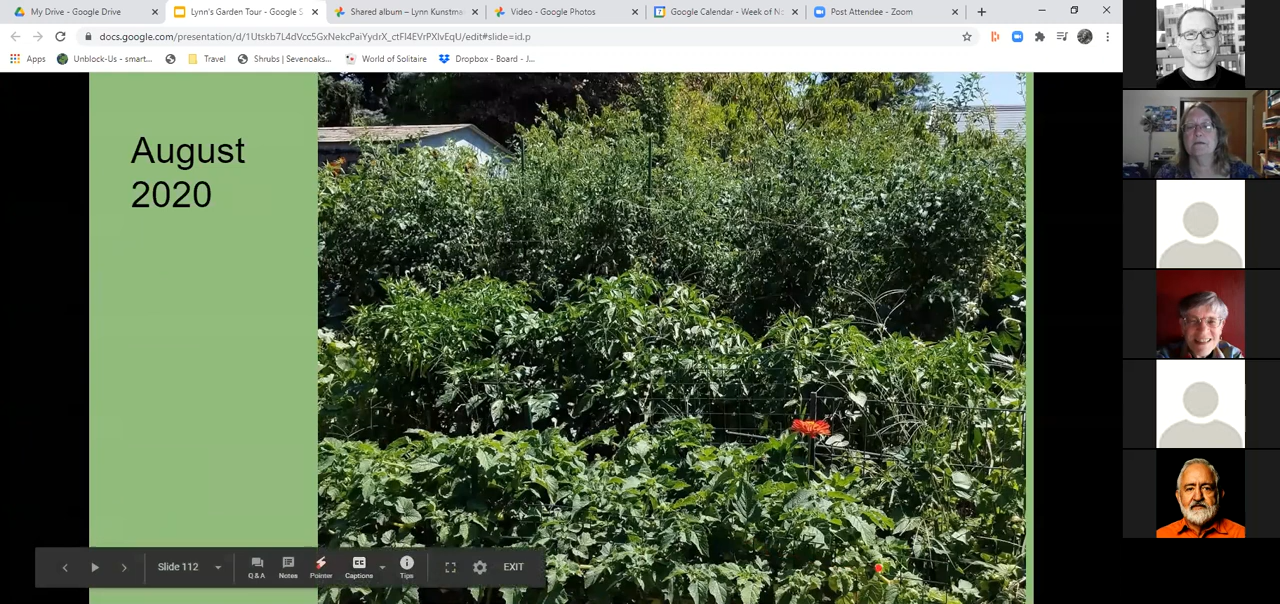 My Drive - Google Drive
Lynn's Garden Tour - Google S
Shared album – Lynn Kunstma
Video - Google Photos
Google Calendar - Week of No
Post Attendee - Zoom
docs.google.com/presentation/d/1Utskb7L4dVcc5GxNekcPaiYydrX_ctFl4EVrPXlvEqU/edit#slide=id.p
Apps
Unblock-Us - smart...
Travel
Shrubs | Sevenoaks...
World of Solitaire
Dropbox - Board - J...
August
2020
Slide 112
Q & A
Notes
Pointer
CC
Captions
Tips
EXIT